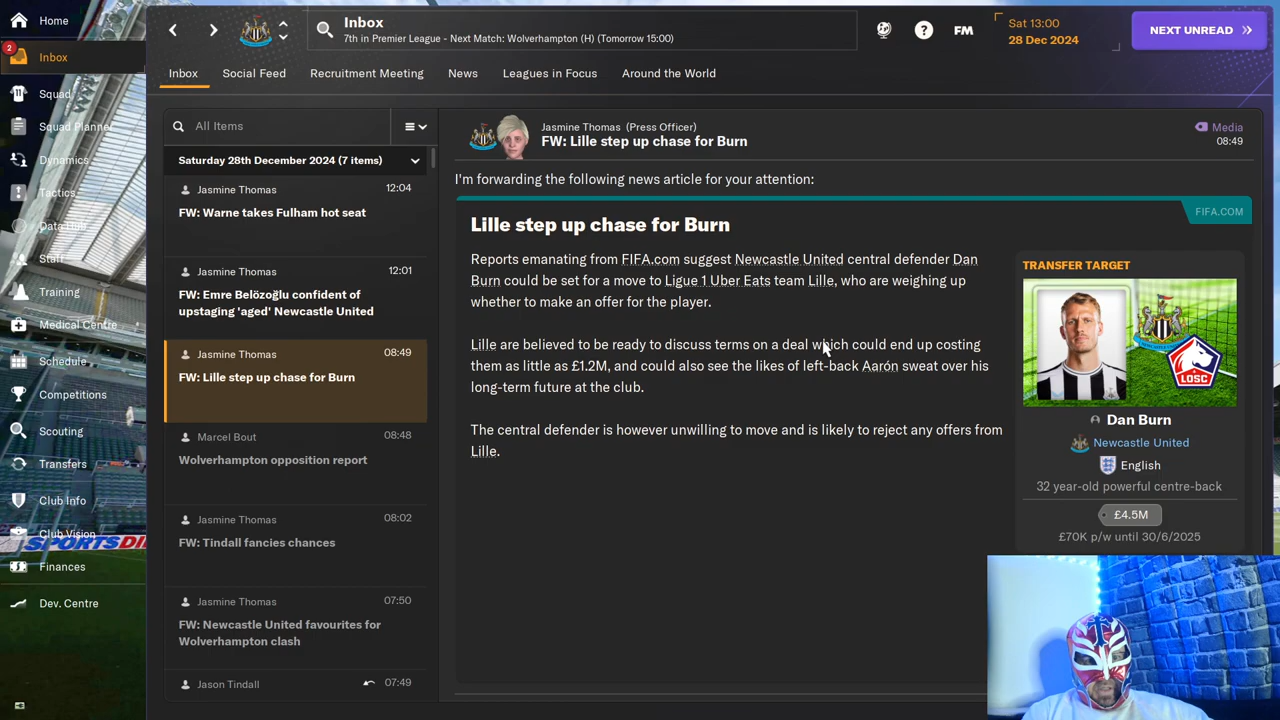 Home
2
Inbox
Squad
Squad Planner
Dynamics
Tactics
Data Hub
Staff
Training
Medical Centre
Schedule
Competitions
Scouting
Transfers
Club Info
Club Vision
SPORTSDI
Finances
Dev. Centre
Inbox
7th in Premier League - Next Match: Wolverhampton (H) (Tomorrow 15:00)
?
FM
Sat 13:00
28 Dec 2024
NEXT UNREAD
Inbox
Social Feed
Recruitment Meeting
News
Leagues in Focus
Around the World
All Items
Saturday 28th December 2024 (7 items)
Jasmine Thomas 12:04
FW: Warne takes Fulham hot seat
Jasmine Thomas 12:01
FW: Emre Belözoğlu confident of
upstaging 'aged' Newcastle United
Jasmine Thomas 08:49
FW: Lille step up chase for Burn
Marcel Bout 08:48
Wolverhampton opposition report
Jasmine Thomas 08:02
FW: Tindall fancies chances
Jasmine Thomas 07:50
FW: Newcastle United favourites for
Wolverhampton clash
Jason Tindall 07:49
Jasmine Thomas (Press Officer)
FW: Lille step up chase for Burn
Media
08:49
I'm forwarding the following news article for your attention:
FIFA.COM
Lille step up chase for Burn
Reports emanating from FIFA.com suggest Newcastle United central defender Dan
Burn could be set for a move to Ligue 1 Uber Eats team Lille, who are weighing up
whether to make an offer for the player.
Lille are believed to be ready to discuss terms on a deal which could end up costing
them as little as £1.2M, and could also see the likes of left-back Aarón sweat over his
long-term future at the club.
The central defender is however unwilling to move and is likely to reject any offers from
Lille.
TRANSFER TARGET
LOSC
Dan Burn
Newcastle United
English
32 year-old powerful centre-back
£4.5M
£70K p/w until 30/6/2025